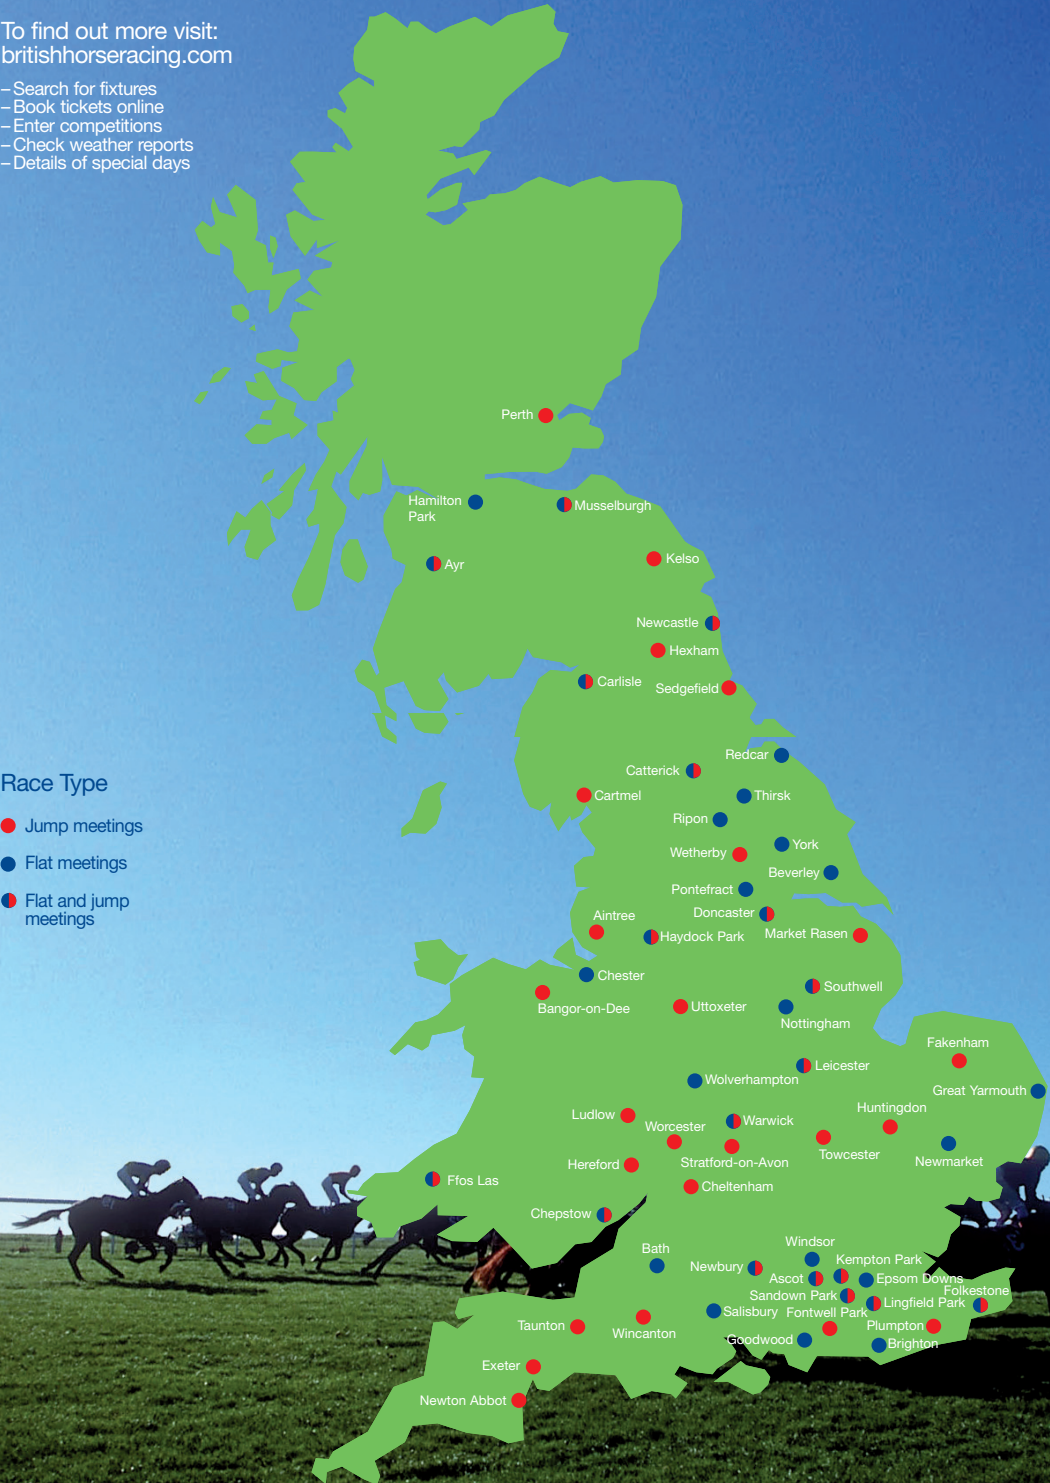 To find out more visit:
britishhorseracing.com
– Search for fixtures
– Book tickets online
– Enter competitions
– Check weather reports
– Details of special days
Perth
Hamilton
Park
Musselburgh
Ayr
Kelso
Newcastle
Hexham
Carlisle
Sedgefield
Redcar
Catterick
Race Type
Cartmel
Thirsk
Ripon
Jump meetings
York
Wetherby
Flat meetings
Beverley
Pontefract
Flat and jump
meetings
Doncaster
Aintree
Haydock Park
Market Rasen
Chester
Southwell
Bangor-on-Dee
Uttoxeter
Nottingham
Fakenham
Leicester
Wolverhampton
Great Yarmouth
Huntingdon
Ludlow
Warwick
Worcester
Towcester
Hereford
Stratford-on-Avon
Newmarket
Ffos Las
Cheltenham
Chepstow
Windsor
Bath
Kempton Park
Newbury
Ascot
Epsom Downs
Folkestone
Sandown Park
Lingfield Park
Salisbury
Fontwell Park
Taunton
Wincanton
Plumpton
Goodwood
Brighton
Exeter
Newton Abbot